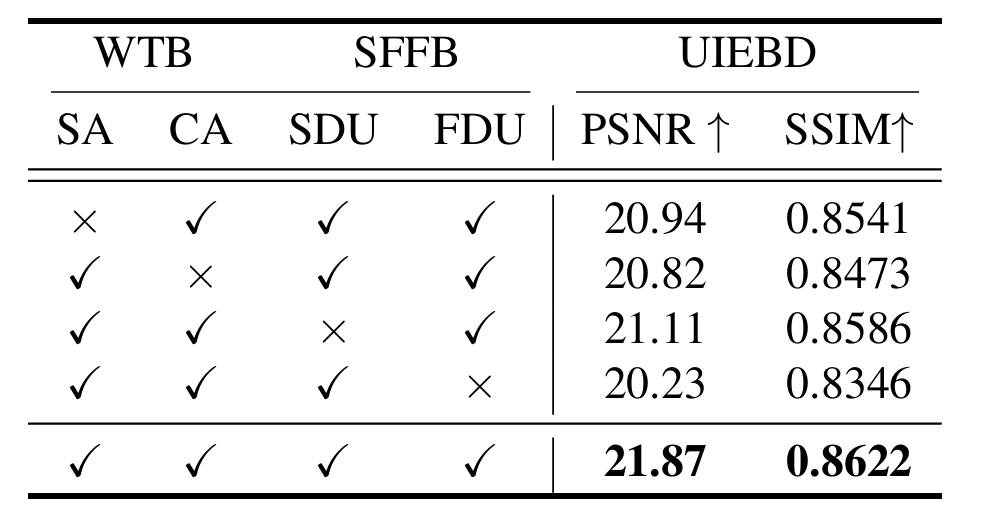 WTB SFFB UIEBD
SA CA SDU FDU PSNR ↑ SSIM↑
× ✓ ✓ ✓ 20.94 0.8541
✓ × ✓ ✓ 20.82 0.8473
✓ ✓ × ✓ 21.11 0.8586
✓ ✓ ✓ × 20.23 0.8346
✓ ✓ ✓ ✓ 21.87 0.8622